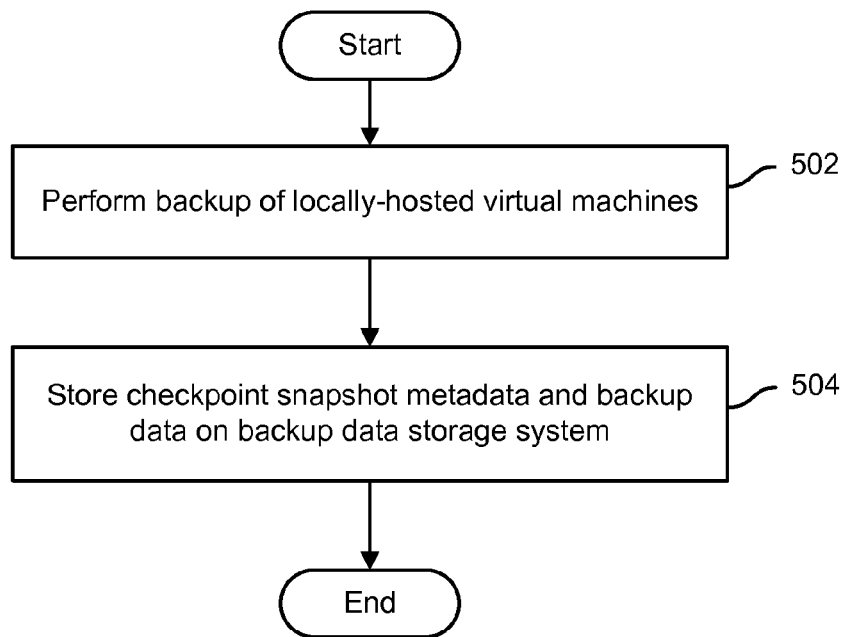 Start
502
Perform backup of locally-hosted virtual machines
504
Store checkpoint snapshot metadata and backup
data on backup data storage system
End